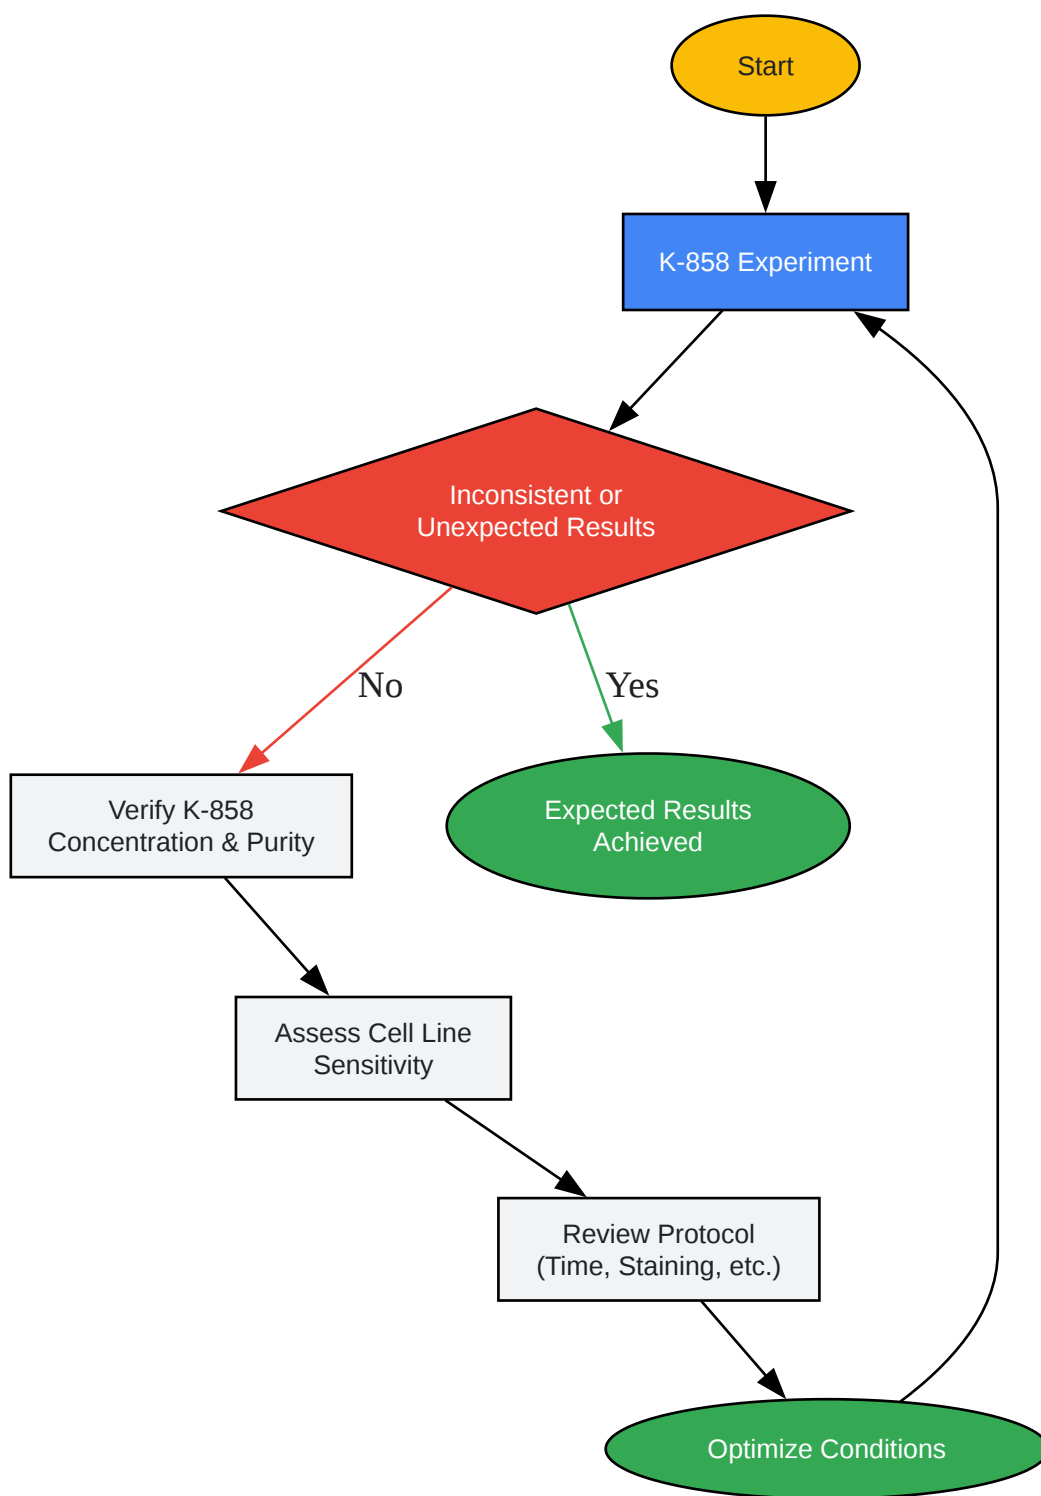 Start
K-858 Experiment
Inconsistent or
Unexpected Results
No
Yes
Verify K-858
Concentration & Purity
Expected Results
Achieved
Assess Cell Line
Sensitivity
Review Protocol
(Time, Staining, etc.)
Optimize Conditions